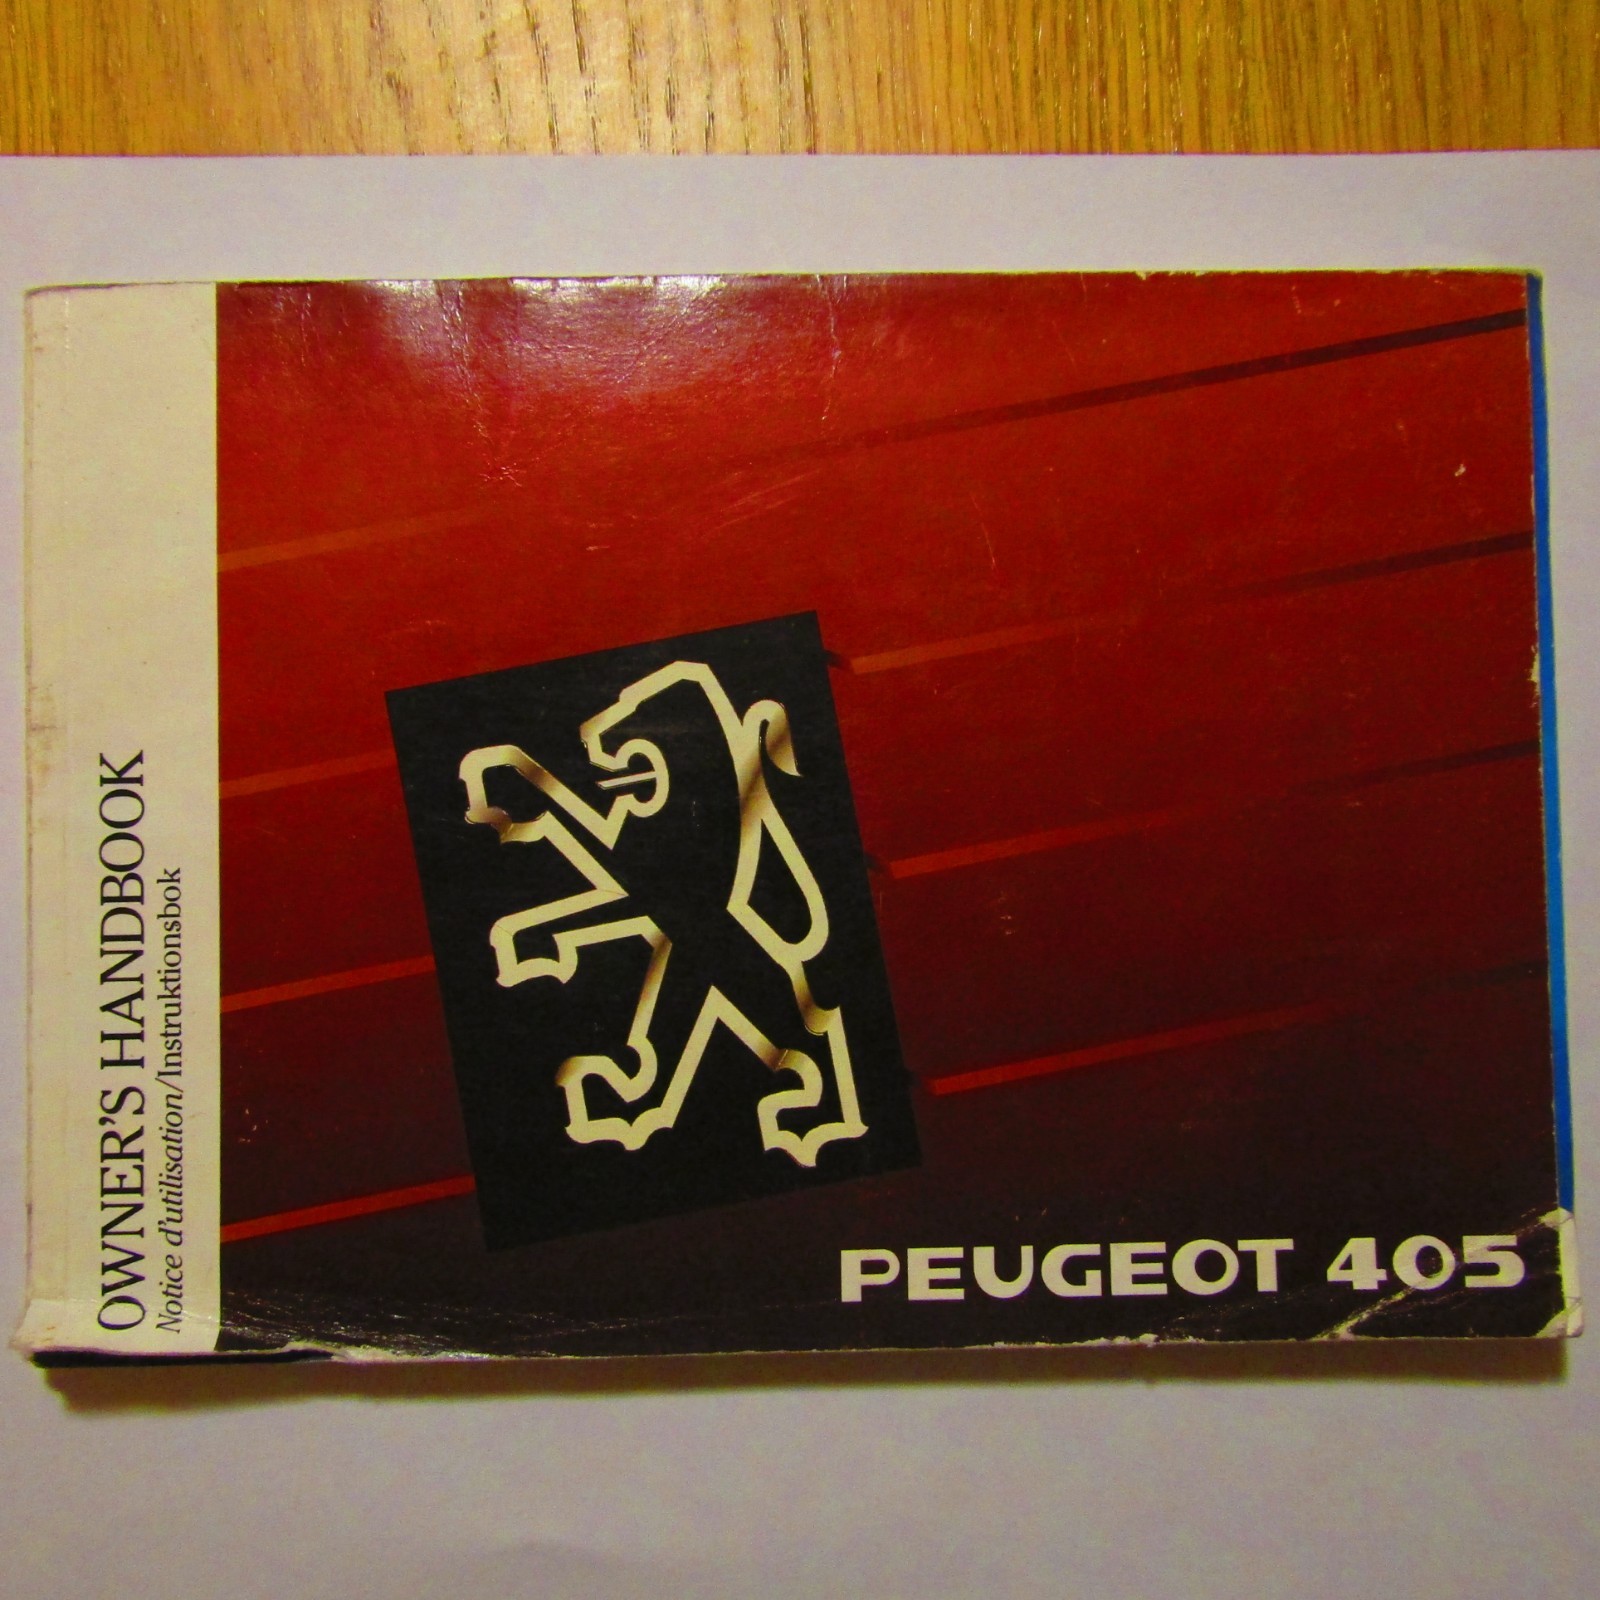 OWNER'S HANDBOOK
Notice d'utilisation/Instruktionsbok
PEUGEOT 405